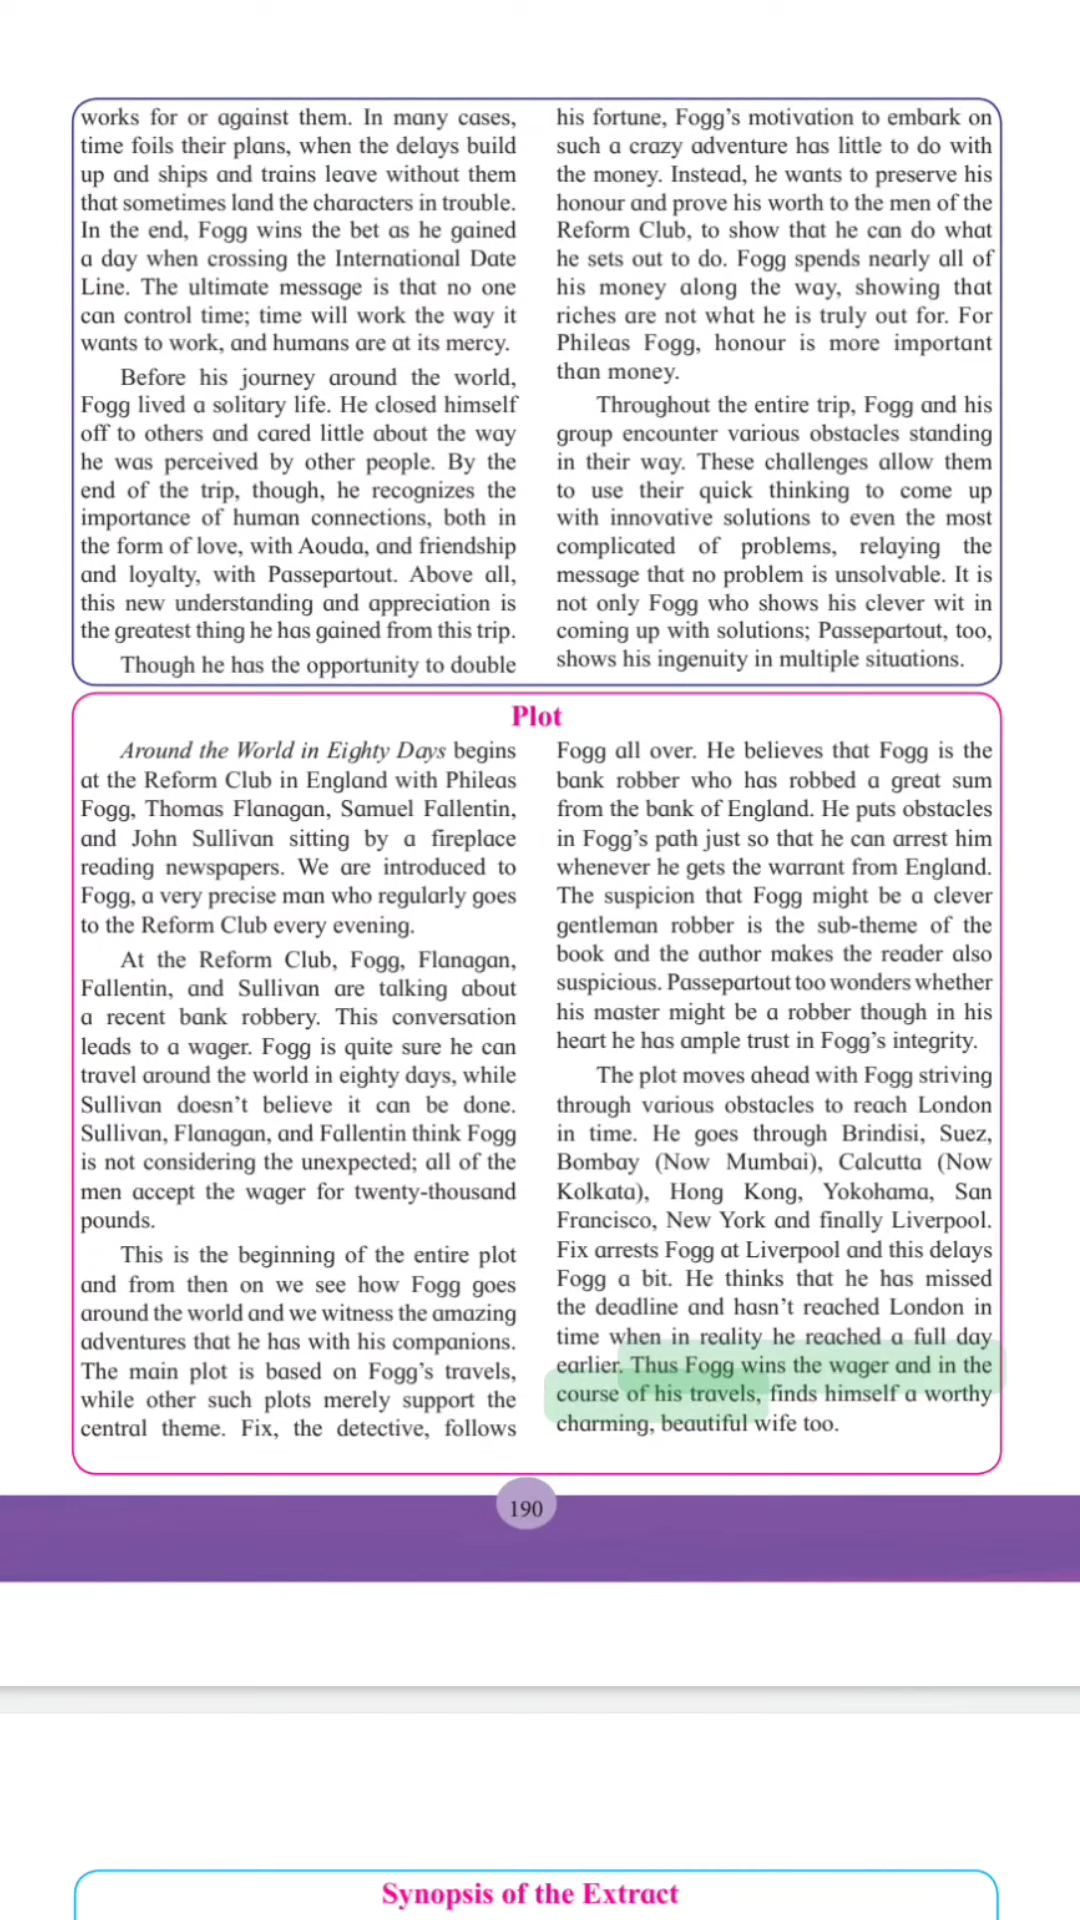 works for or against them. In many cases,
time foils their plans, when the delays build
up and ships and trains leave without them
that sometimes land the characters in trouble.
In the end, Fogg wins the bet as he gained
a day when crossing the International Date
Line. The ultimate message is that no one
can control time; time will work the way it
wants to work, and humans are at its mercy.
Before his journey around the world,
Fogg lived a solitary life. He closed himself
off to others and cared little about the way
he was perceived by other people. By the
end of the trip, though, he recognizes the
importance of human connections, both in
the form of love, with Aouda, and friendship
and loyalty, with Passepartout. Above all,
this new understanding and appreciation is
the greatest thing he has gained from this trip.
Though he has the opportunity to double
his fortune, Fogg’s motivation to embark on
such a crazy adventure has little to do with
the money. Instead, he wants to preserve his
honour and prove his worth to the men of the
Reform Club, to show that he can do what
he sets out to do. Fogg spends nearly all of
his money along the way, showing that
riches are not what he is truly out for. For
Phileas Fogg, honour is more important
than money.
Throughout the entire trip, Fogg and his
group encounter various obstacles standing
in their way. These challenges allow them
to use their quick thinking to come up
with innovative solutions to even the most
complicated of problems, relaying the
message that no problem is unsolvable. It is
not only Fogg who shows his clever wit in
coming up with solutions; Passepartout, too,
shows his ingenuity in multiple situations.
Plot
Around the World in Eighty Days begins
at the Reform Club in England with Phileas
Fogg, Thomas Flanagan, Samuel Fallentin,
and John Sullivan sitting by a fireplace
reading newspapers. We are introduced to
Fogg, a very precise man who regularly goes
to the Reform Club every evening.
At the Reform Club, Fogg, Flanagan,
Fallentin, and Sullivan are talking about
a recent bank robbery. This conversation
leads to a wager. Fogg is quite sure he can
travel around the world in eighty days, while
Sullivan doesn’t believe it can be done.
Sullivan, Flanagan, and Fallentin think Fogg
is not considering the unexpected; all of the
men accept the wager for twenty-thousand
pounds.
This is the beginning of the entire plot
and from then on we see how Fogg goes
around the world and we witness the amazing
adventures that he has with his companions.
The main plot is based on Fogg’s travels,
while other such plots merely support the
central theme. Fix, the detective, follows
Fogg all over. He believes that Fogg is the
bank robber who has robbed a great sum
from the bank of England. He puts obstacles
in Fogg’s path just so that he can arrest him
whenever he gets the warrant from England.
The suspicion that Fogg might be a clever
gentleman robber is the sub-theme of the
book and the author makes the reader also
suspicious. Passepartout too wonders whether
his master might be a robber though in his
heart he has ample trust in Fogg’s integrity.
The plot moves ahead with Fogg striving
through various obstacles to reach London
in time. He goes through Brindisi, Suez,
Bombay (Now Mumbai), Calcutta (Now
Kolkata), Hong Kong, Yokohama, San
Francisco, New York and finally Liverpool.
Fix arrests Fogg at Liverpool and this delays
Fogg a bit. He thinks that he has missed
the deadline and hasn’t reached London in
time when in reality he reached a full day
earlier. Thus Fogg wins the wager and in the
course of his travels, finds himself a worthy
charming, beautiful wife too.
190
Synopsis of the Extract